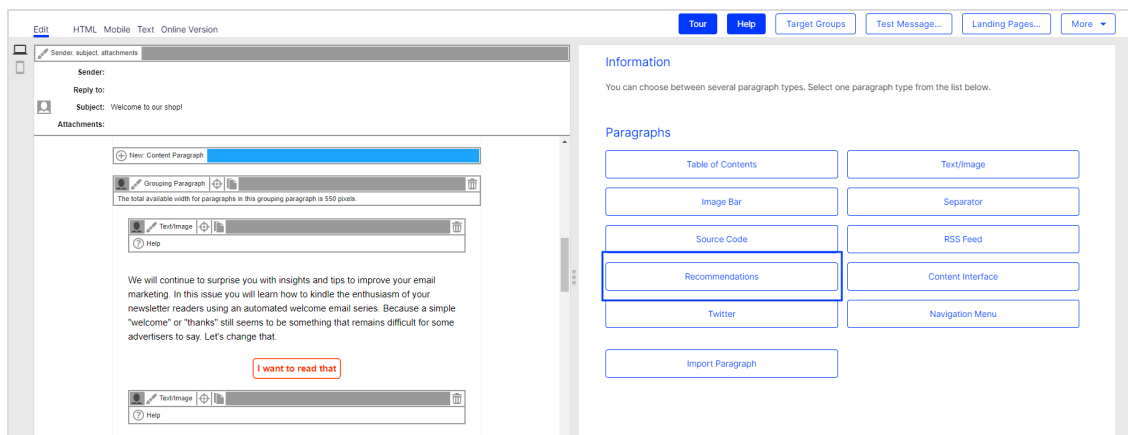 Edit HTML Mobile Text Online Version
Tour Help Target Groups Test Message... Landing Pages... More
Sender, subject, attachments
Sender:
Reply to:
Subject: Welcome to our shop!
Attachments:
New: Content Paragraph
Grouping Paragraph
The total available width for paragraphs in this grouping paragraph is 550 pixels.
Text/Image
? Help
We will continue to surprise you with insights and tips to improve your email
marketing. In this issue you will learn how to kindle the enthusiasm of your
newsletter readers using an automated welcome email series. Because a simple
"welcome" or "thanks" still seems to be something that remains difficult for some
advertisers to say. Let's change that.
I want to read that
Text/Image
? Help
Information
You can choose between several paragraph types. Select one paragraph type from the list below.
Paragraphs
Table of Contents Text/Image
Image Bar Separator
Source Code RSS Feed
Recommendations Content Interface
Twitter Navigation Menu
Import Paragraph